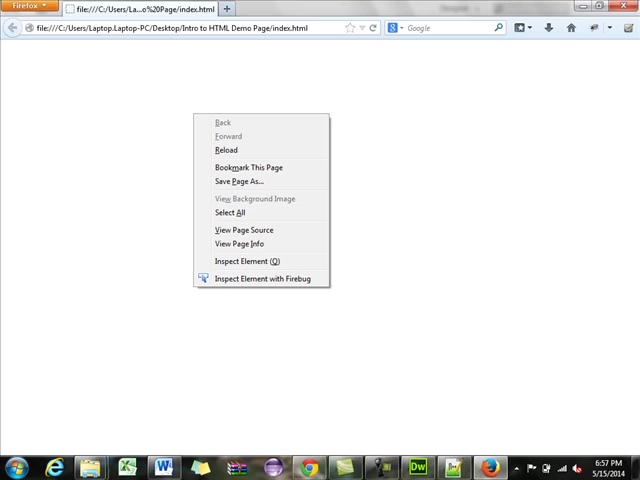 Firefox
file:///C:/Users/La...o%20Page/index.html
file:///C:/Users/Laptop.Laptop-PC/Desktop/Intro to HTML Demo Page/index.html
Google
Back
Forward
Reload
Bookmark This Page
Save Page As...
View Background Image
Select All
View Page Source
View Page Info
Inspect Element (Q)
Inspect Element with Firebug
Dw
6:57 PM
5/15/2014